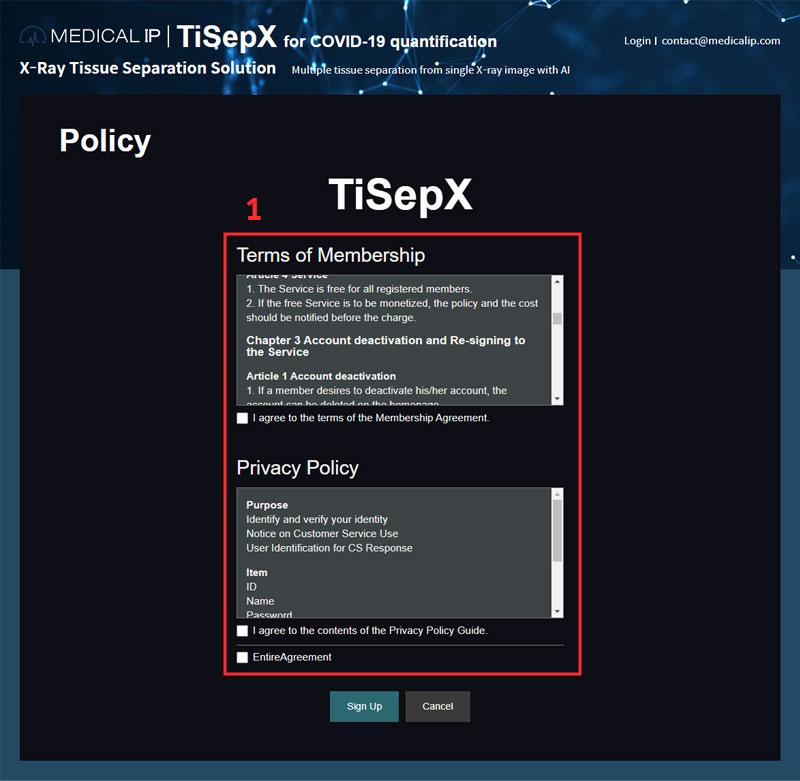 MEDICAL IP | TiSepX for COVID-19 quantification
Login | contact@medicalip.com
X-Ray Tissue Separation Solution Multiple tissue separation from single X-ray image with AI
Policy
TiSepX
1
Terms of Membership
Article 4 Service
1. The Service is free for all registered members.
2. If the free Service is to be monetized, the policy and the cost
should be notified before the charge.
Chapter 3 Account deactivation and Re-signing to
the Service
Article 1 Account deactivation
1. If a member desires to deactivate his/her account, the
account can be deleted on the homepage
I agree to the terms of the Membership Agreement.
Privacy Policy
Purpose
Identify and verify your identity
Notice on Customer Service Use
User Identification for CS Response
Item
ID
Name
Password
I agree to the contents of the Privacy Policy Guide.
EntireAgreement
Sign Up Cancel